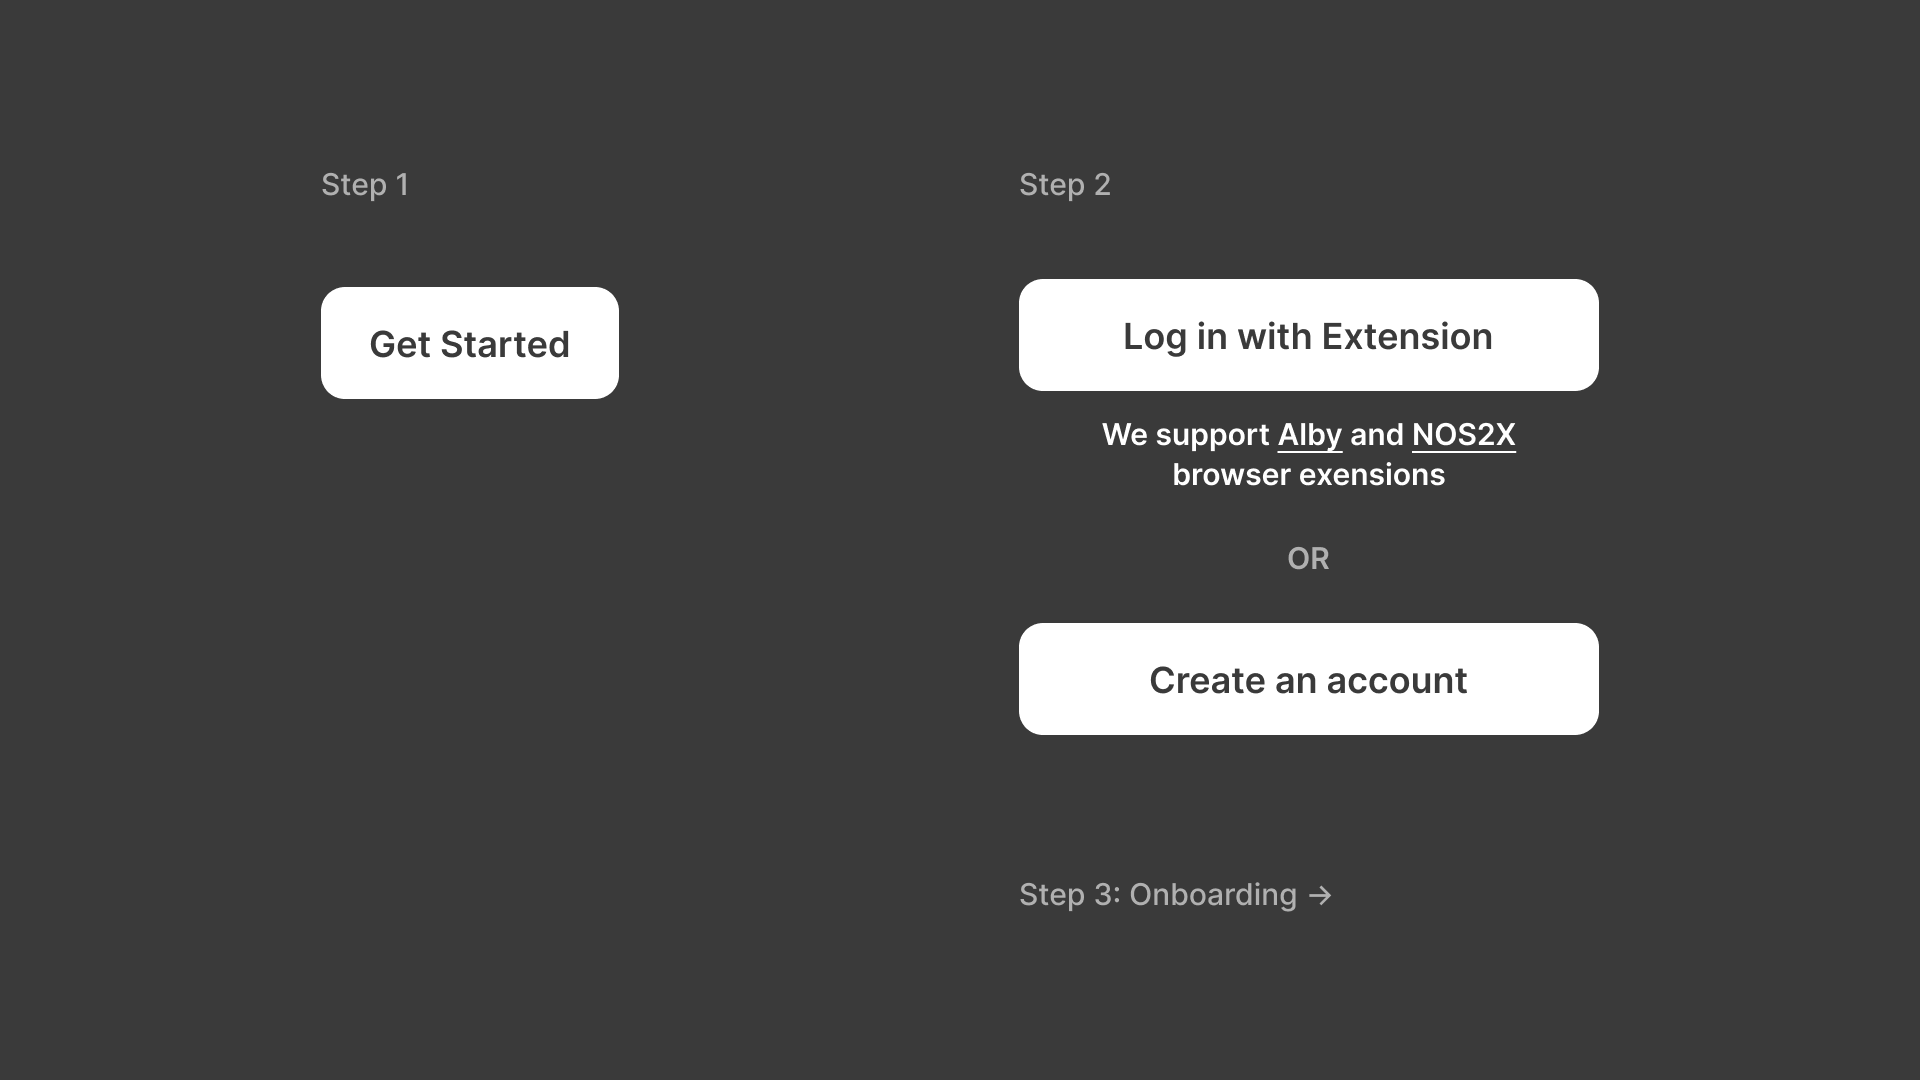 Step 1
Get Started
Step 2
Log in with Extension
We support Alby and NOS2X
browser exensions
OR
Create an account
Step 3: Onboarding →